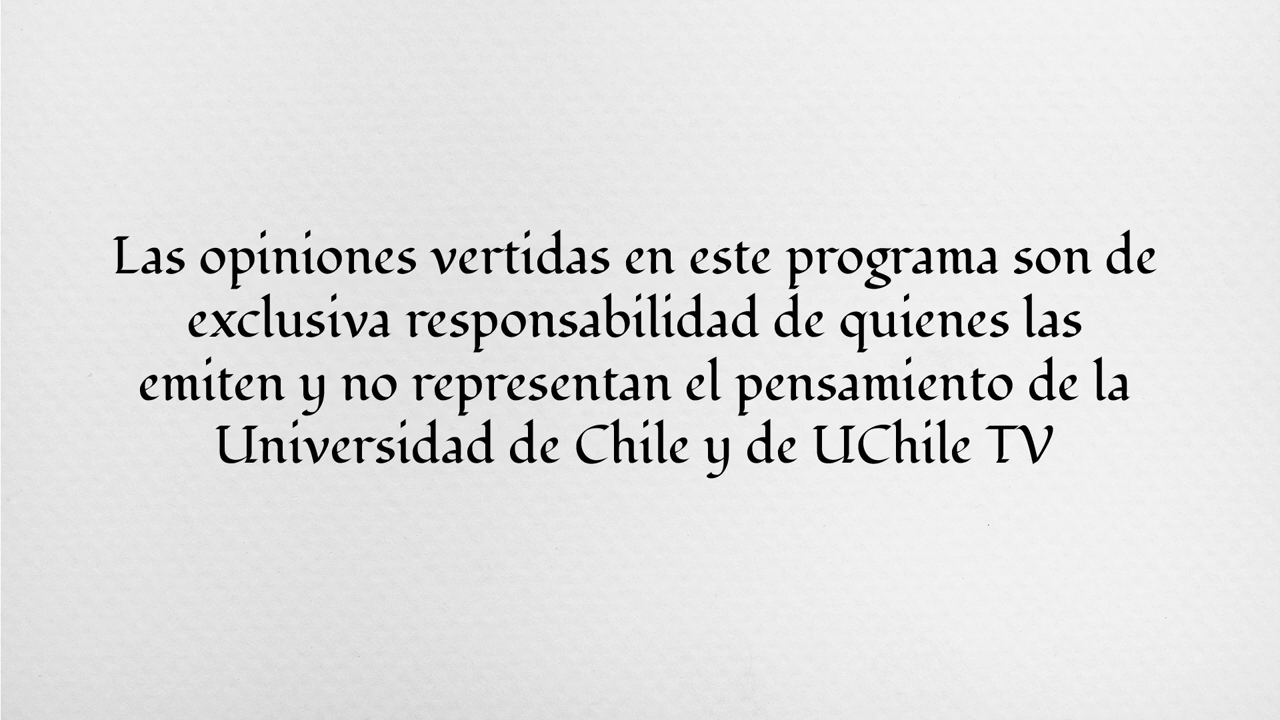 Las opiniones vertidas en este programa son de
exclusiva responsabilidad de quienes las
emiten y no representan el pensamiento de la
Universidad de Chile y de UChile TV